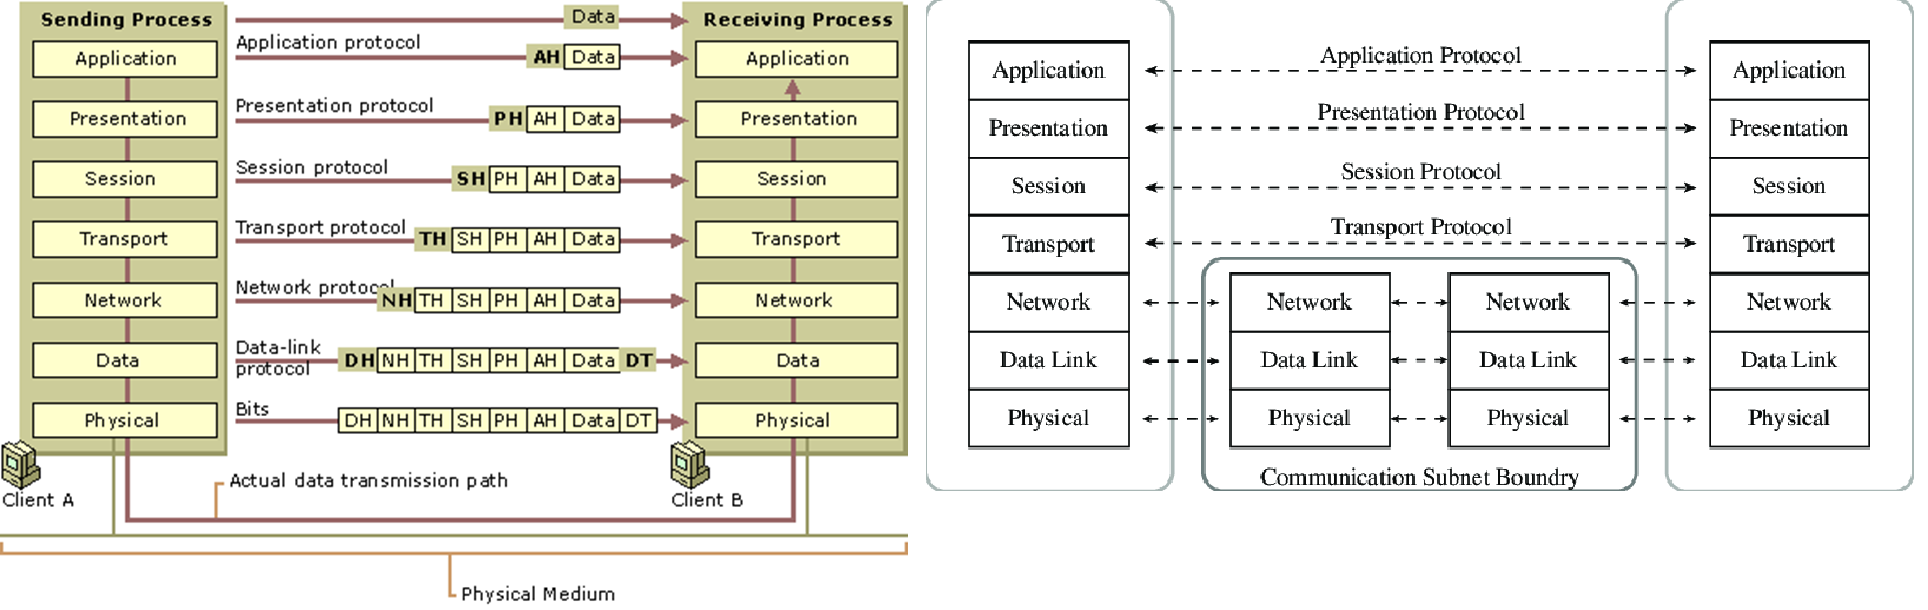 Sending Process
Data
Receiving Process
Application
Application protocol
AH Data
Application
Presentation
Presentation protocol
PH AH Data
Presentation
Session
Session protocol
SH PH AH Data
Session
Transport
Transport protocol
TH SH PH AH Data
Transport
Network
Network protocol
NH TH SH PH AH Data
Network
Data
Data-link
protocol
DH NH TH SH PH AH Data DT
Data
Physical
Bits
DH NH TH SH PH AH Data DT
Physical
Client A
Actual data transmission path
Client B
Physical Medium
Application
Application Protocol
Application
Presentation
Presentation Protocol
Presentation
Session
Session Protocol
Session
Transport
Transport Protocol
Transport
Network
Network
Network
Network
Data Link
Data Link
Data Link
Data Link
Physical
Physical
Physical
Physical
Communication Subnet Boundry